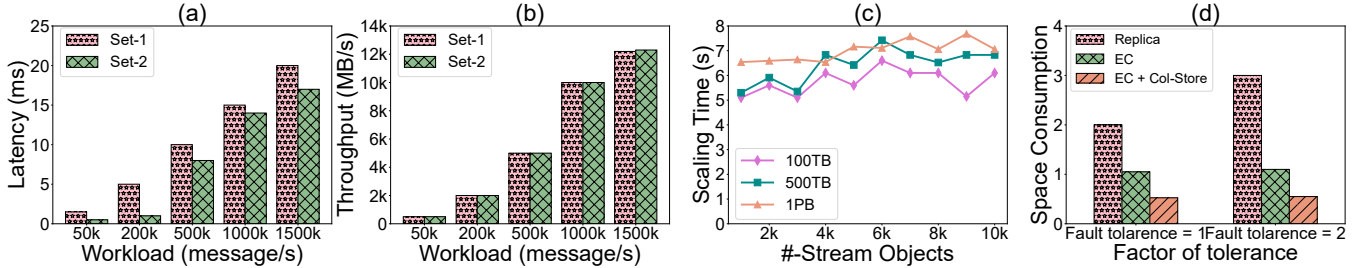 (a)
Latency (ms)
20
15
10
5
0
Set-1
Set-2
50k 200k 500k 1000k 1500k
Workload (message/s)
(b)
Throughput (MB/s)
14k
12k
10k
8k
6k
4k
2k
0
Set-1
Set-2
50k 200k 500k 1000k 1500k
Workload (message/s)
(c)
Scaling Time (s)
8
7
6
5
4
3
2
1
0
100TB
500TB
1PB
2k 4k 6k 8k 10k
#-Stream Objects
(d)
Space Consumption
4
3
2
1
0
Replica
EC
EC + Col-Store
Fault tolarence = 1 Fault tolarence = 2
Factor of tolerance